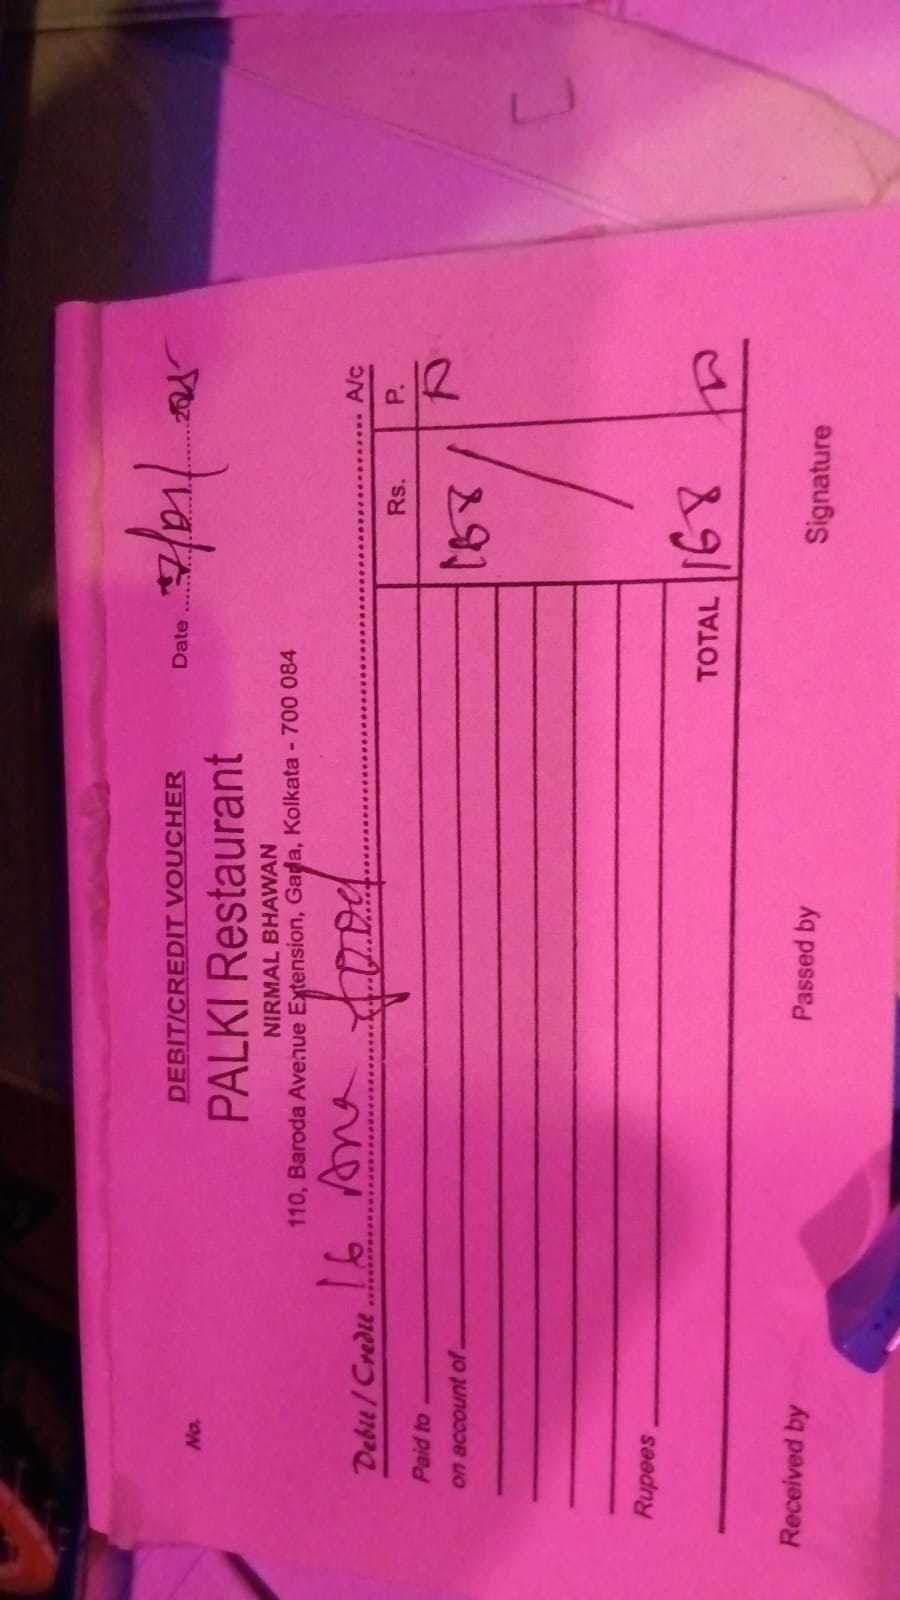 No.
DEBIT/CREDIT VOUCHER
Date 7/01/2025
PALKI Restaurant
NIRMAL BHAWAN
110, Baroda Avenue Extension, Garia, Kolkata - 700 084
Debit / Credit 16 Ana food A/c
Rs. P.
Paid to
on account of 168
Rupees
TOTAL 168
Received by Passed by Signature